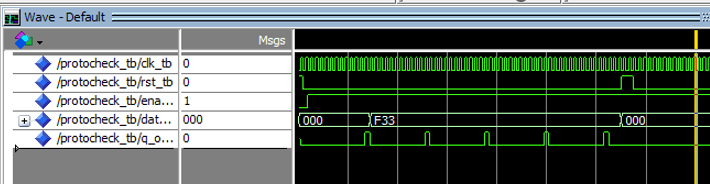 Wave - Default
Msgs
/protocheck_tb/clk_tb 0
/protocheck_tb/rst_tb 0
/protocheck_tb/ena... 1
/protocheck_tb/dat... 000 000 F33 000
/protocheck_tb/q_o... 0